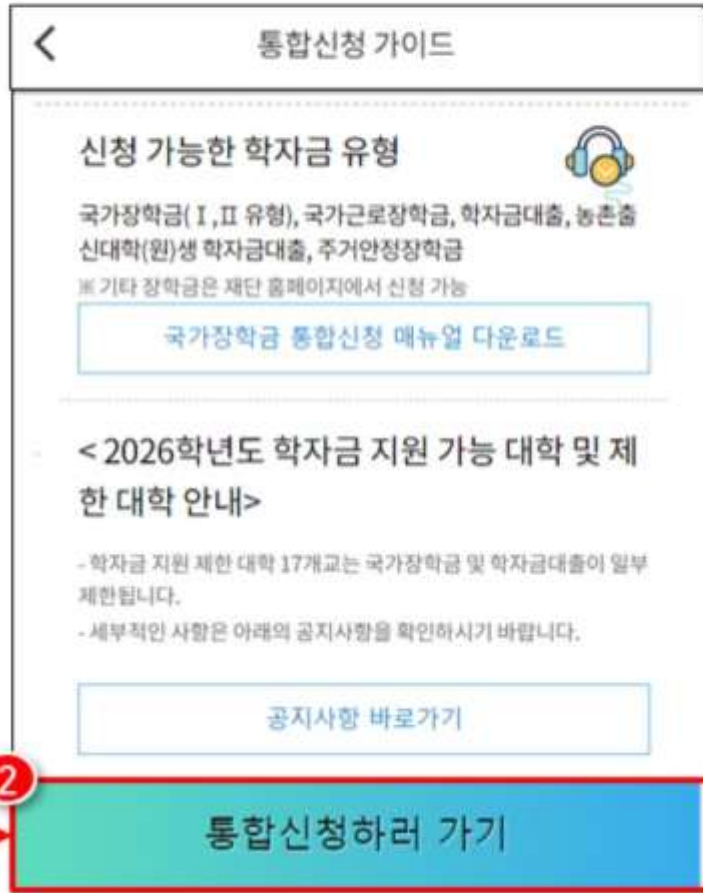 통합신청 가이드
신청 가능한 학자금 유형
국가장학금(Ⅰ,Ⅱ 유형), 국가근로장학금, 학자금대출, 농촌출
신대학(원)생 학자금대출, 주거안정장학금
※ 기타 장학금은 재단 홈페이지에서 신청 가능
국가장학금 통합신청 매뉴얼 다운로드
< 2026학년도 학자금 지원 가능 대학 및 제
한 대학 안내>
- 학자금 지원 제한 대학 17개교는 국가장학금 및 학자금대출이 일부
제한됩니다.
- 세부적인 사항은 아래의 공지사항을 확인하시기 바랍니다.
공지사항 바로가기
2
통합신청하러 가기